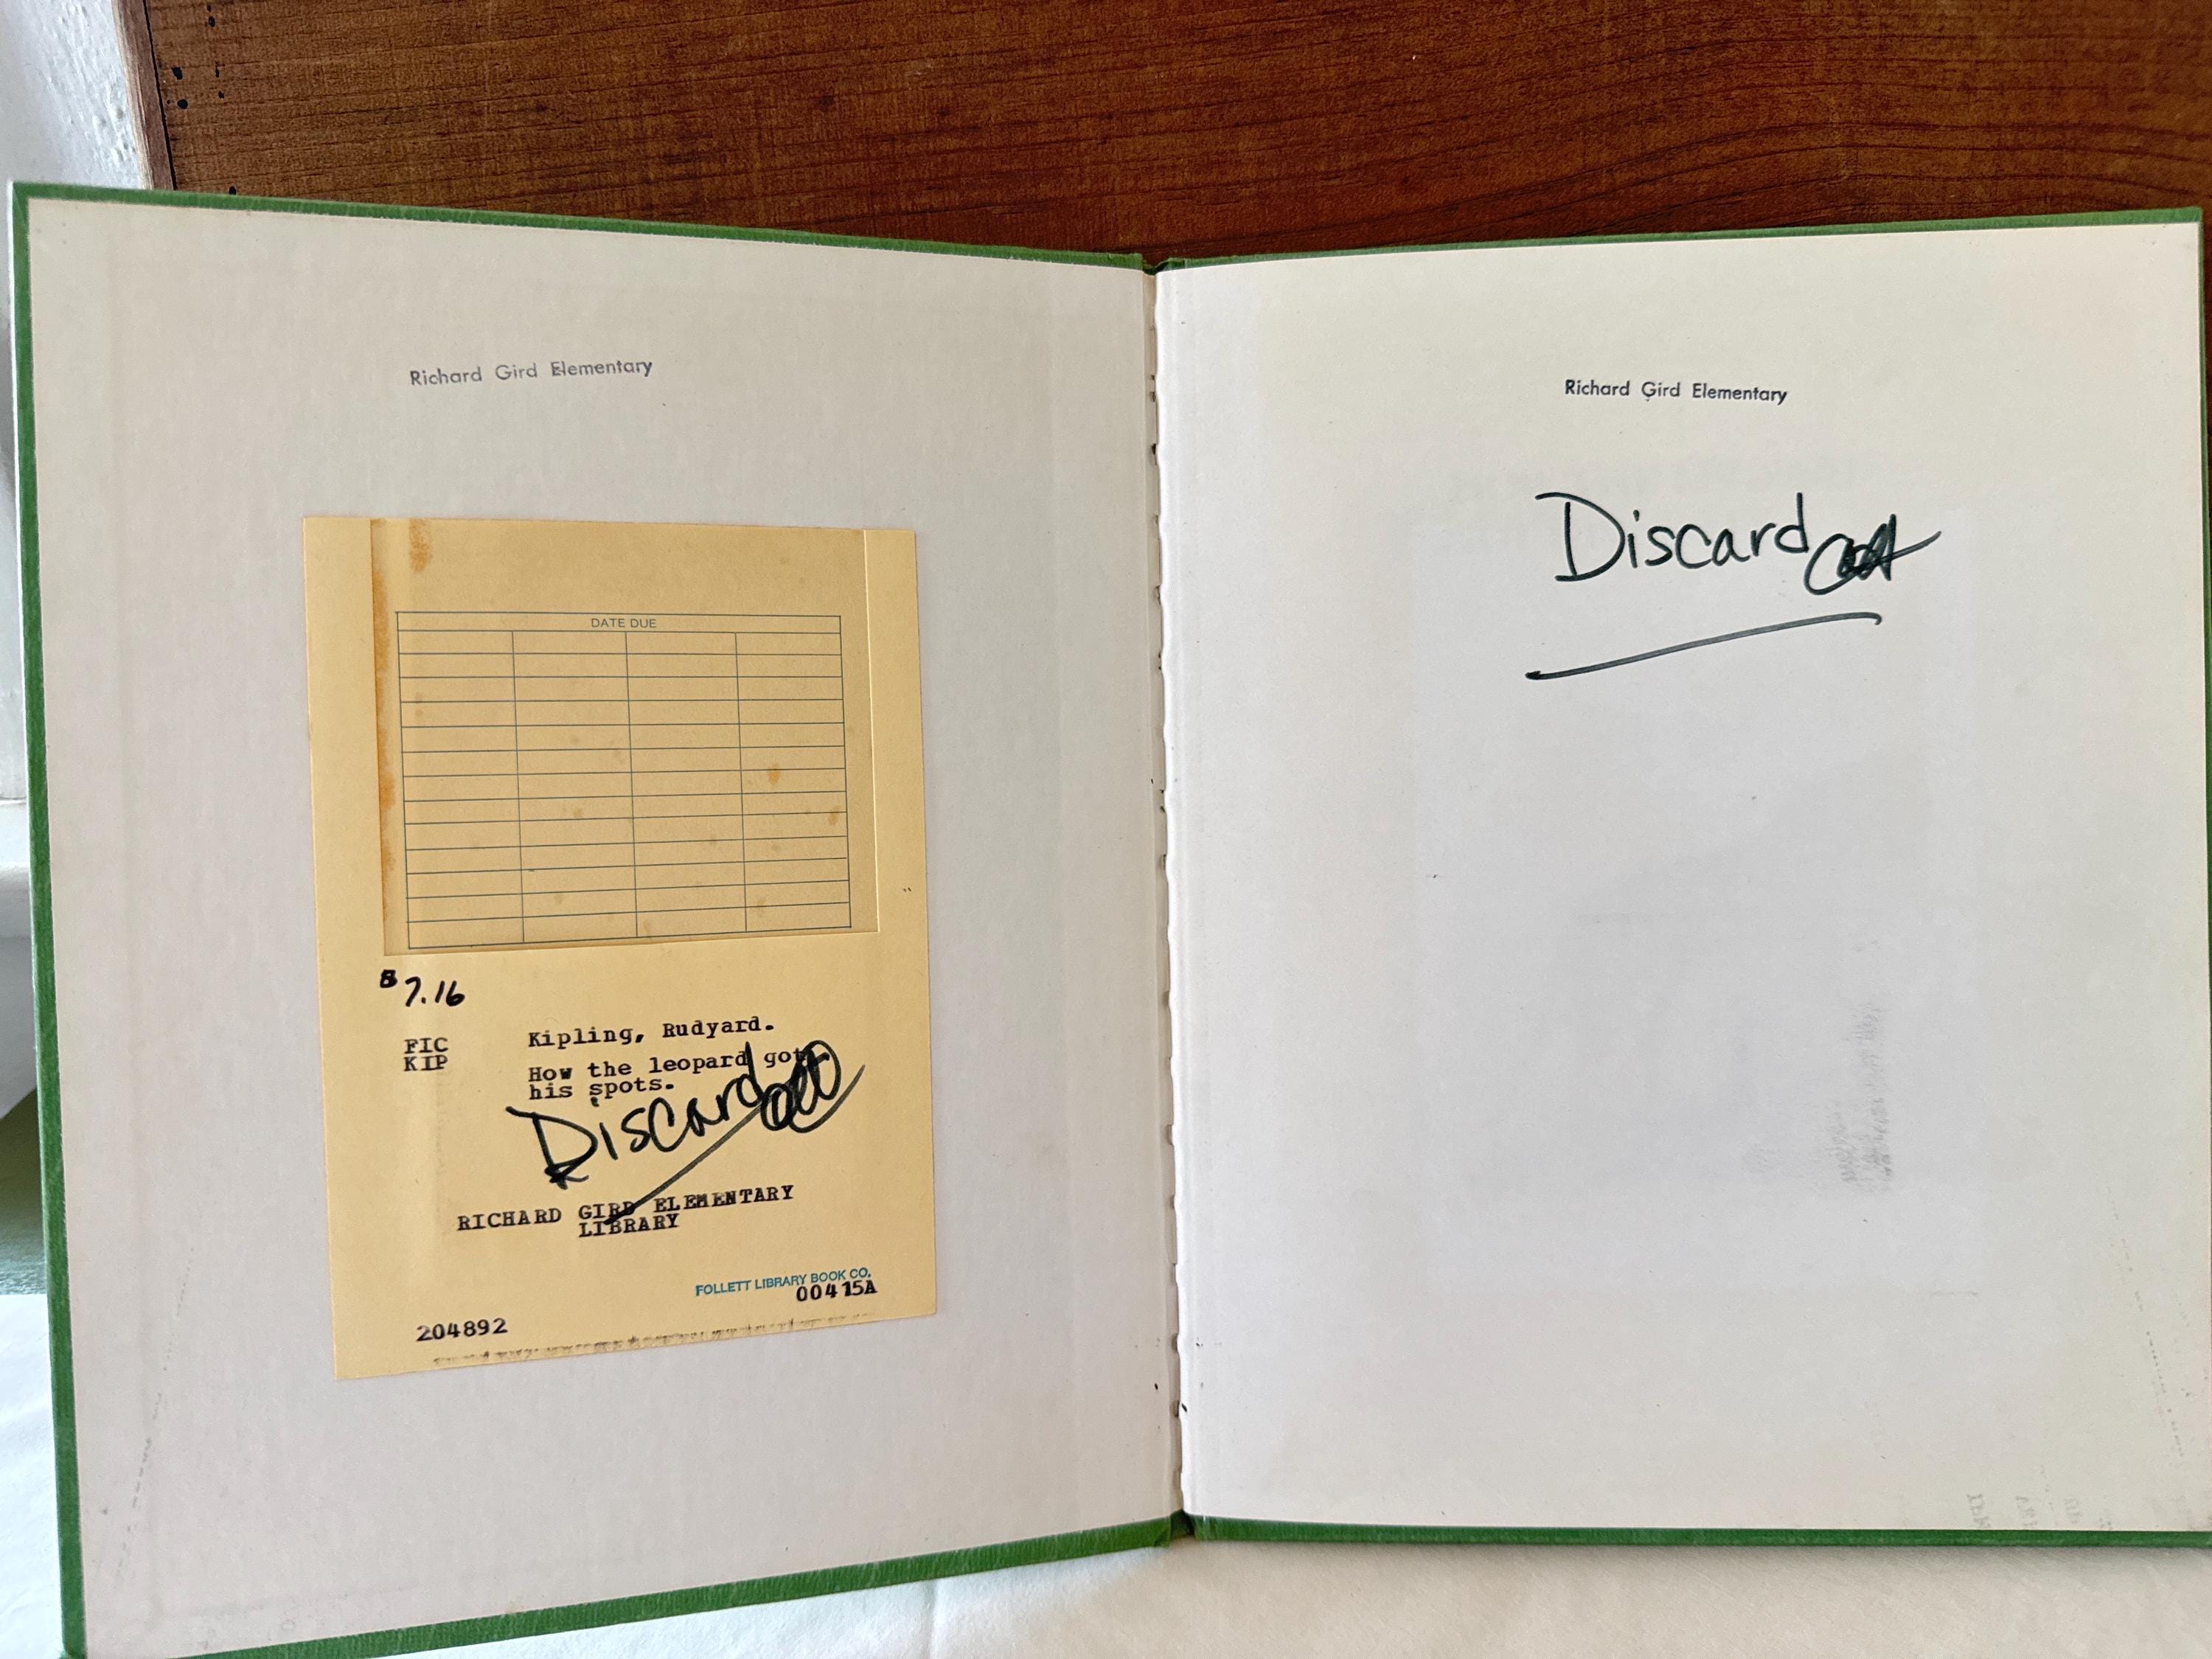 Richard Gird Elementary
DATE DUE
$7.16
FIC
KIP
Kipling, Rudyard.
How the leopard got
his spots.
Discard
RICHARD GIRD ELEMENTARY
LIBRARY
FOLLETT LIBRARY BOOK CO.
00415A
204892
Richard Gird Elementary
Discard